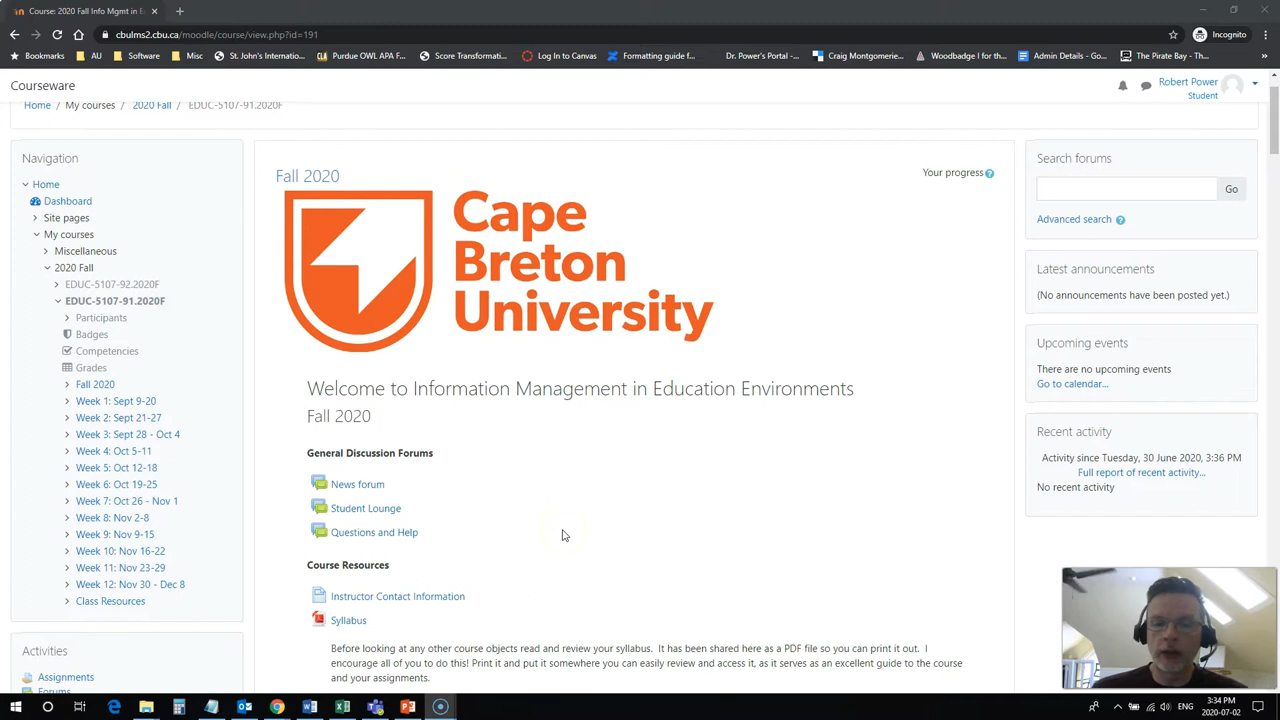 Course: 2020 Fall Info Mgmt in E
Incognito
cbulms2.cbu.ca/moodle/course/view.php?id=191
Bookmarks
AU
Software
Misc
St. John's Internatio...
Purdue OWL APA F...
Score Transformatio...
Log In to Canvas
Formatting guide f...
Dr. Power's Portal -...
Craig Montgomerie...
Woodbadge I for th...
Admin Details - Go...
The Pirate Bay - Th...
Courseware
Robert Power
Student
Home / My courses / 2020 Fall / EDUC-5107-91.2020F
Navigation
Home
Dashboard
Site pages
My courses
Miscellaneous
2020 Fall
EDUC-5107-92.2020F
EDUC-5107-91.2020F
Participants
Badges
Competencies
Grades
Fall 2020
Week 1: Sept 9-20
Week 2: Sept 21-27
Week 3: Sept 28 - Oct 4
Week 4: Oct 5-11
Week 5: Oct 12-18
Week 6: Oct 19-25
Week 7: Oct 26 - Nov 1
Week 8: Nov 2-8
Week 9: Nov 9-15
Week 10: Nov 16-22
Week 11: Nov 23-29
Week 12: Nov 30 - Dec 8
Class Resources
Activities
Assignments
Forums
Fall 2020
Your progress
Cape
Breton
University
Welcome to Information Management in Education Environments
Fall 2020
General Discussion Forums
News forum
Student Lounge
Questions and Help
Course Resources
Instructor Contact Information
Syllabus
Before looking at any other course objects read and review your syllabus. It has been shared here as a PDF file so you can print it out. I
encourage all of you to do this! Print it and put it somewhere you can easily review and access it, as it serves as an excellent guide to the course
and your assignments.
Search forums
Go
Advanced search
Latest announcements
(No announcements have been posted yet.)
Upcoming events
There are no upcoming events
Go to calendar...
Recent activity
Activity since Tuesday, 30 June 2020, 3:36 PM
Full report of recent activity...
No recent activity
ENG
3:34 PM
2020-07-02